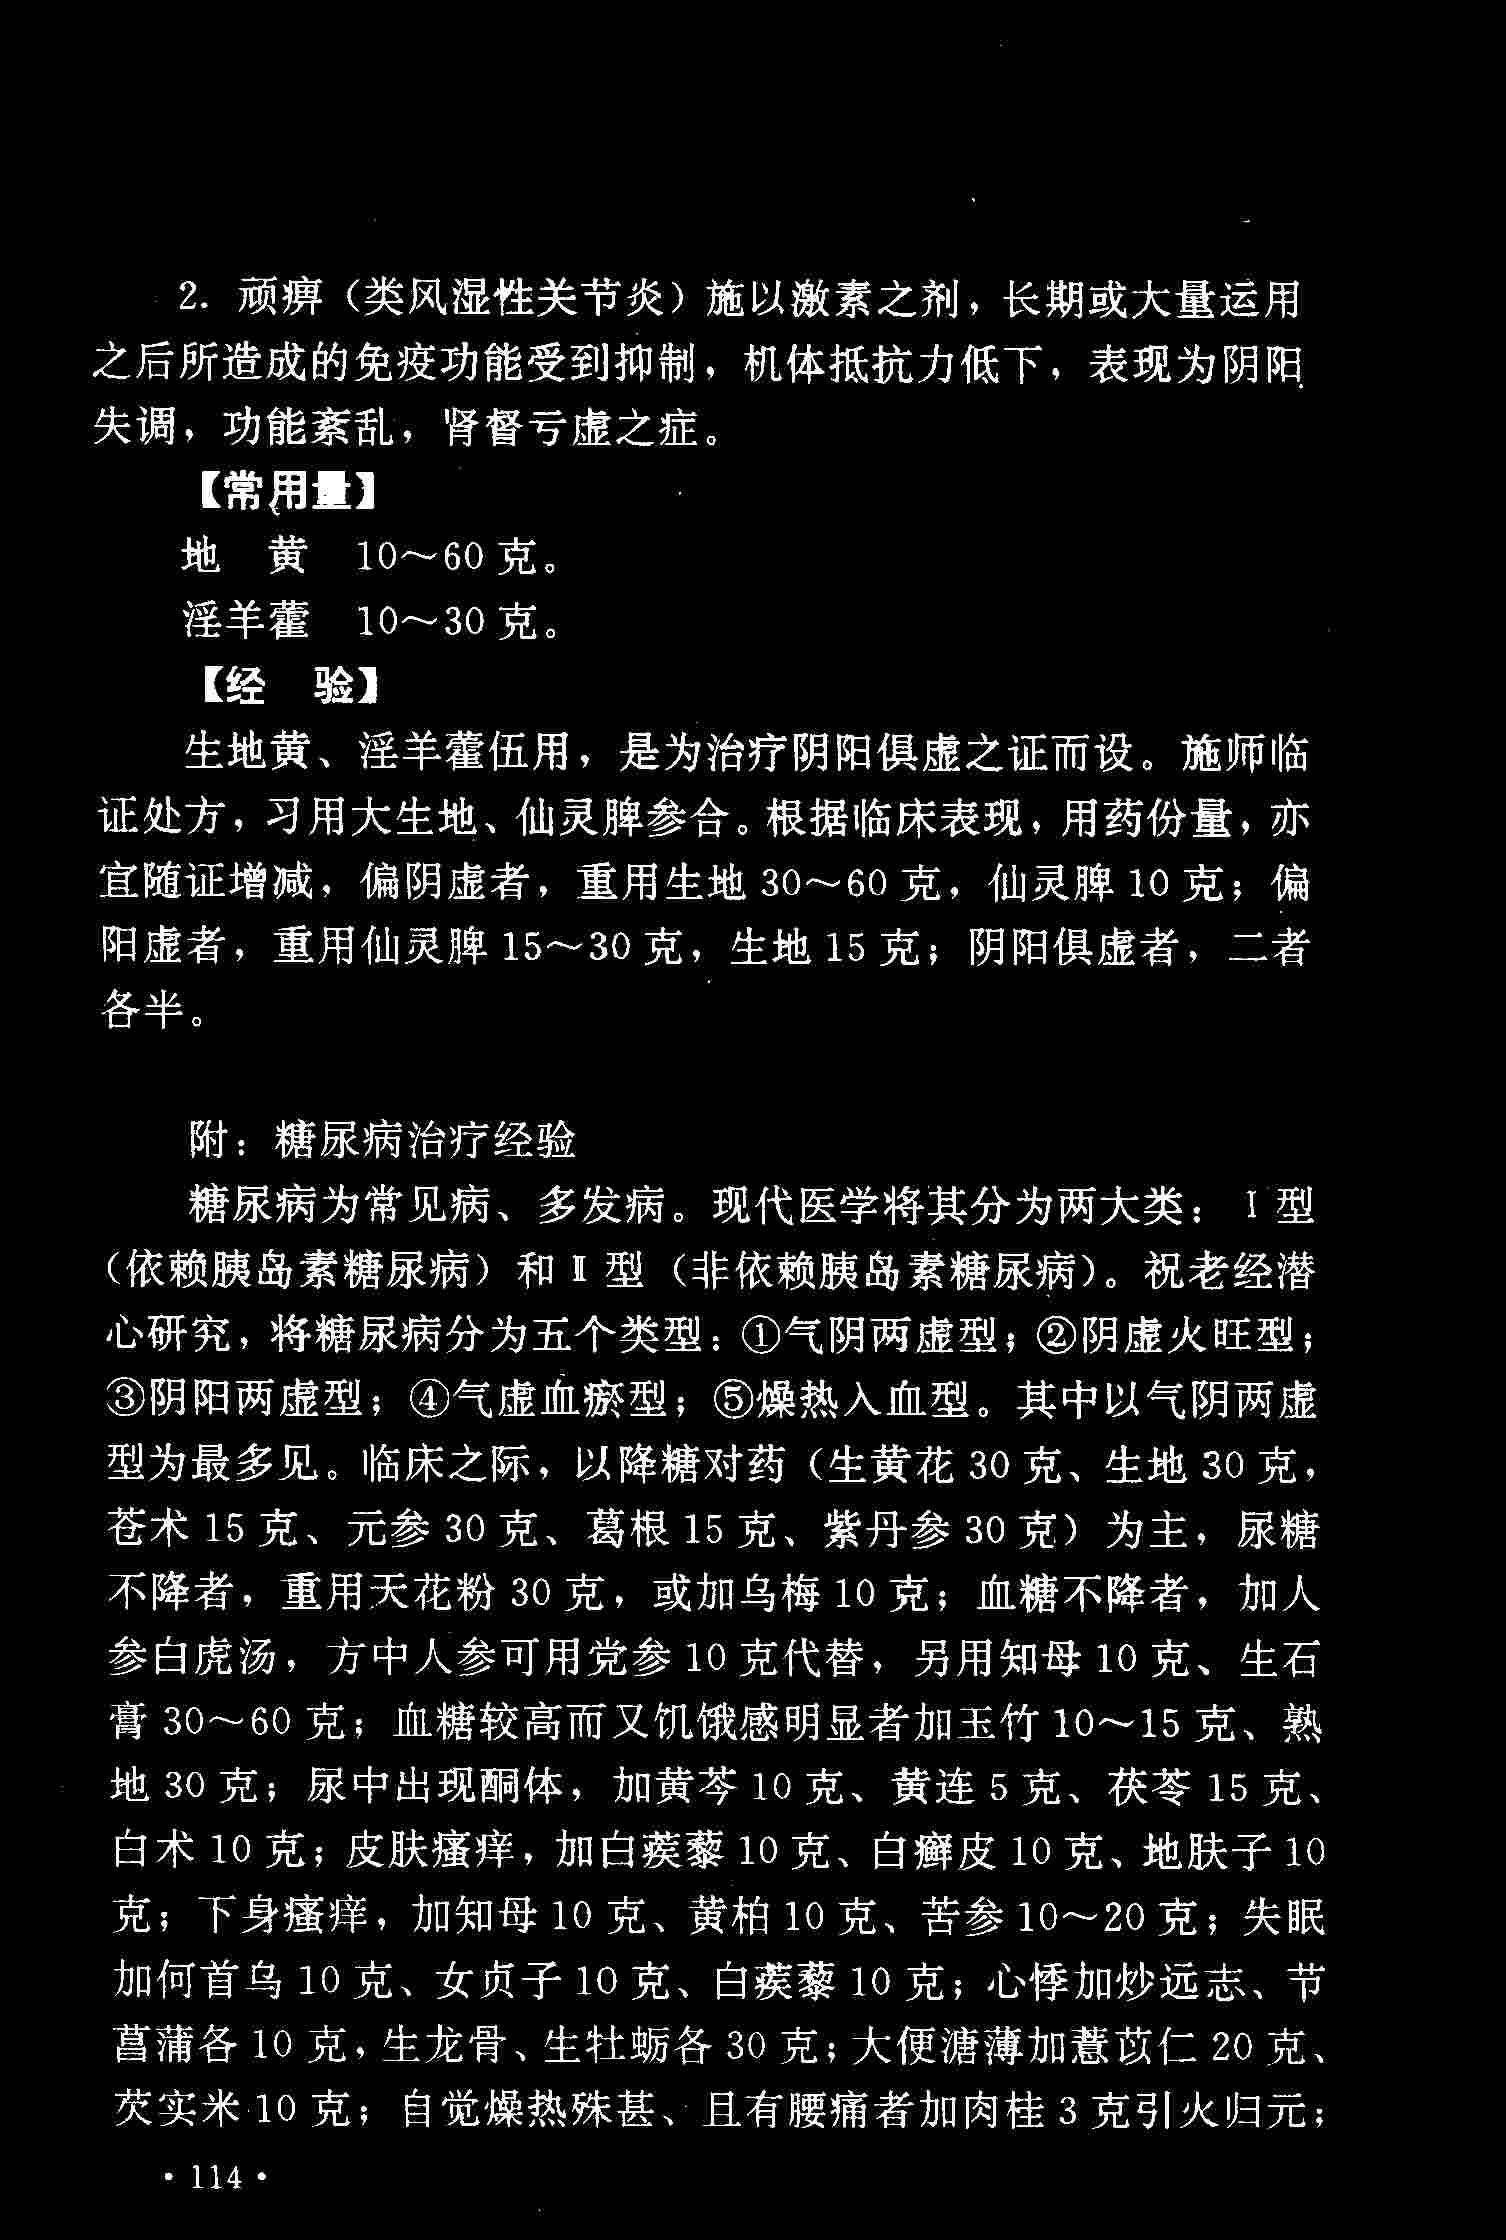 2. 顽痹（类风湿性关节炎）施以激素之剂，长期或大量运用
之后所造成的免疫功能受到抑制，机体抵抗力低下，表现为阴阳
失调，功能紊乱，肾督亏虚之症。
【常用量】
地　黄　10～60 克。
淫羊藿　10～30 克。
【经　验】
生地黄、淫羊藿伍用，是为治疗阴阳俱虚之证而设。施师临
证处方，习用大生地、仙灵脾参合。根据临床表现，用药份量，亦
宜随证增减，偏阴虚者，重用生地 30～60 克，仙灵脾 10 克；偏
阳虚者，重用仙灵脾 15～30 克，生地 15 克；阴阳俱虚者，二者
各半。
附：糖尿病治疗经验
糖尿病为常见病、多发病。现代医学将其分为两大类：Ⅰ型
（依赖胰岛素糖尿病）和Ⅱ型（非依赖胰岛素糖尿病）。祝老经潜
心研究，将糖尿病分为五个类型：①气阴两虚型；②阴虚火旺型；
③阴阳两虚型；④气虚血瘀型；⑤燥热入血型。其中以气阴两虚
型为最多见。临床之际，以降糖对药（生黄花 30 克、生地 30 克，
苍术 15 克、元参 30 克、葛根 15 克、紫丹参 30 克）为主，尿糖
不降者，重用天花粉 30 克，或加乌梅 10 克；血糖不降者，加人
参白虎汤，方中人参可用党参 10 克代替，另用知母 10 克、生石
膏 30～60 克；血糖较高而又饥饿感明显者加玉竹 10～15 克、熟
地 30 克；尿中出现酮体，加黄芩 10 克、黄连 5 克、茯苓 15 克、
白术 10 克；皮肤瘙痒，加白蒺藜 10 克、白癣皮 10 克、地肤子 10
克；下身瘙痒，加知母 10 克、黄柏 10 克、苦参 10～20 克；失眠
加何首乌 10 克、女贞子 10 克、白蒺藜 10 克；心悸加炒远志、节
菖蒲各 10 克，生龙骨、生牡蛎各 30 克；大便溏薄加薏苡仁 20 克、
芡实米 10 克；自觉燥热殊甚、且有腰痛者加肉桂 3 克引火归元；
·114·